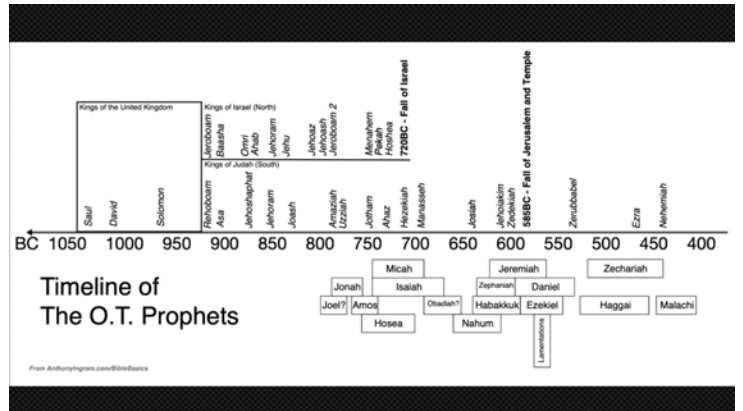 Kings of the United Kingdom
Kings of Israel (North)
Jeroboam
Baasha
Omri
Ahab
Jehoram
Jehu
Jehoaz
Jehoash
Jeroboam 2
Menahem
Pekah
Hoshea
720BC - Fall of Israel
585BC - Fall of Jerusalem and Temple
Kings of Judah (South)
Saul
David
Solomon
Rehoboam
Asa
Jehoshaphat
Jehoram
Joash
Amaziah
Uzziah
Jotham
Ahaz
Hezekiah
Manasseh
Josiah
Jehoiakim
Zedekiah
Zerubbabel
Ezra
Nehemiah
BC 1050 1000 950 900 850 800 750 700 650 600 550 500 450 400
Timeline of
The O.T. Prophets
Micah
Jeremiah
Zechariah
Jonah
Isaiah
Zephaniah
Daniel
Joel?
Amos
Obadiah?
Habakkuk
Ezekiel
Haggai
Malachi
Hosea
Nahum
Lamentations
From AnthonyIngram.com/BibleBasics